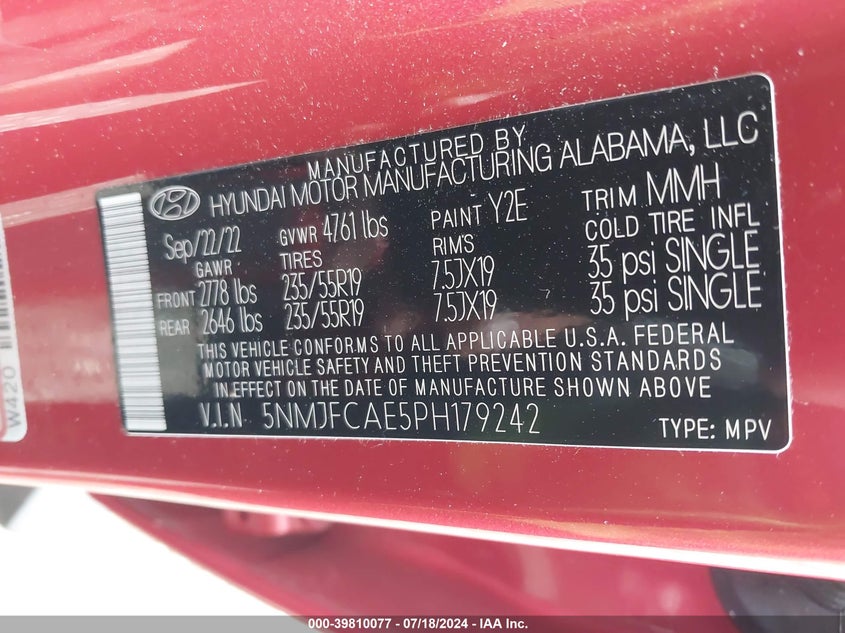 MANUFACTURED BY
HYUNDAI MOTOR MANUFACTURING ALABAMA, LLC
Sep/22/22 GVWR 4761 lbs PAINT Y2E TRIM MMH
GAWR TIRES RIM'S COLD TIRE INFL
FRONT 2778 lbs 235/55R19 7.5JX19 35 psi SINGLE
REAR 2646 lbs 235/55R19 7.5JX19 35 psi SINGLE
THIS VEHICLE CONFORMS TO ALL APPLICABLE U.S.A. FEDERAL
MOTOR VEHICLE SAFETY AND THEFT PREVENTION STANDARDS
IN EFFECT ON THE DATE OF MANUFACTURE SHOWN ABOVE
V.I.N 5NMJFCAE5PH179242 TYPE: MPV
W420
000-39810077 - 07/18/2024 - IAA Inc.